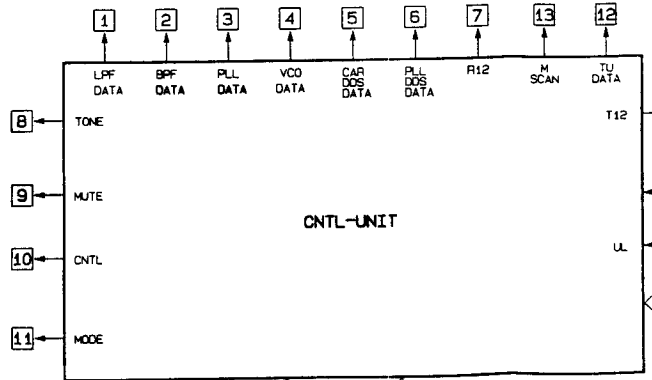 1 2 3 4 5 6 7 13 12
LPF DATA
BPF DATA
PLL DATA
VCO DATA
CAR DDS DATA
PLL DDS DATA
R12
M SCAN
TU DATA
8 TONE
T12
9 MUTE
CNTL-UNIT
UL
10 CNTL
11 MODE